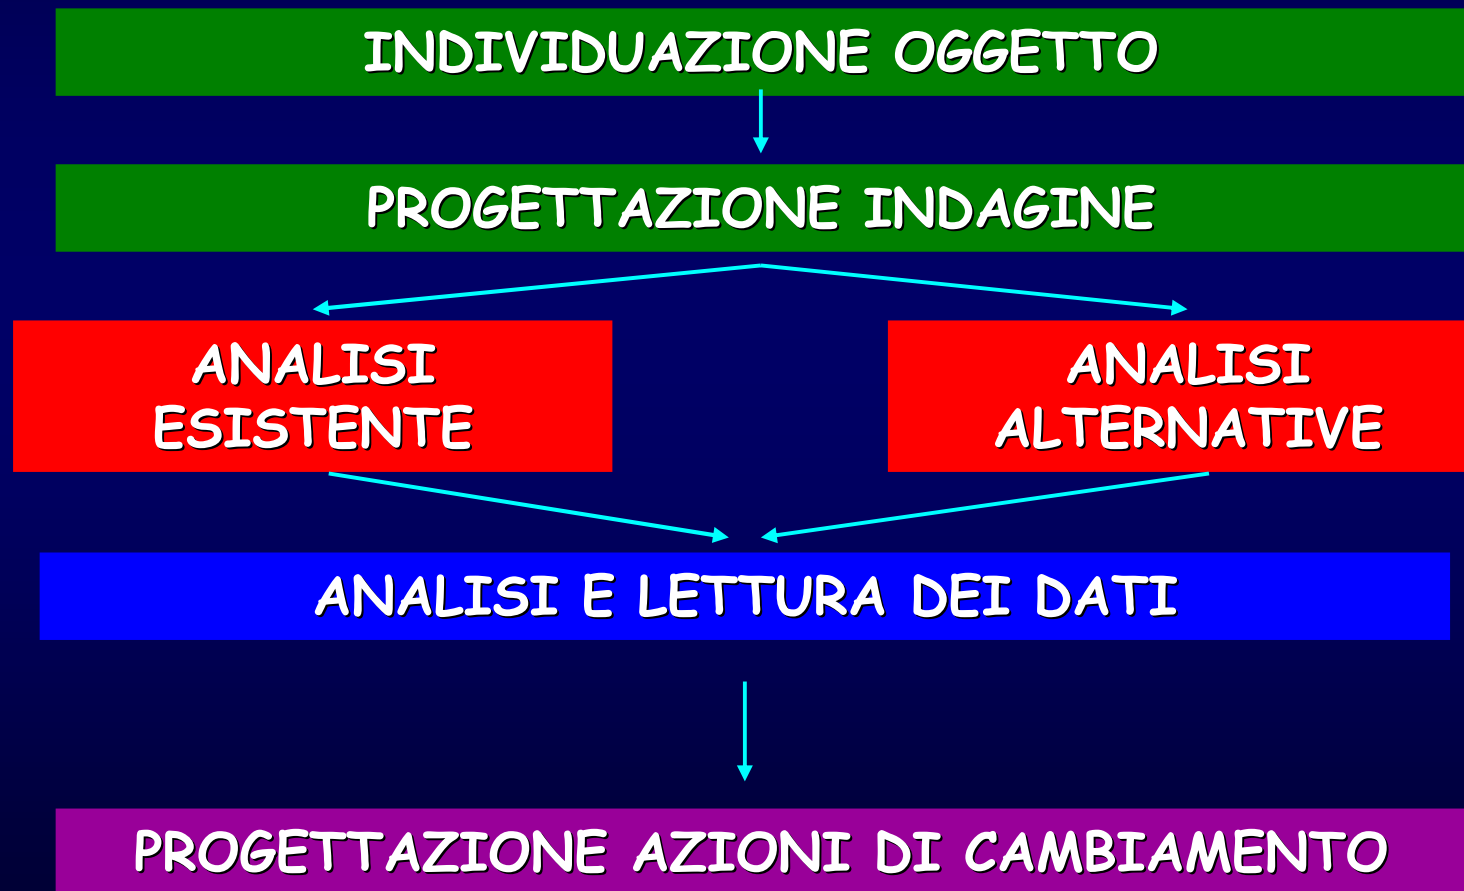 INDIVIDUAZIONE OGGETTO
PROGETTAZIONE INDAGINE
ANALISI
ESISTENTE
ANALISI
ALTERNATIVE
ANALISI E LETTURA DEI DATI
PROGETTAZIONE AZIONI DI CAMBIAMENTO